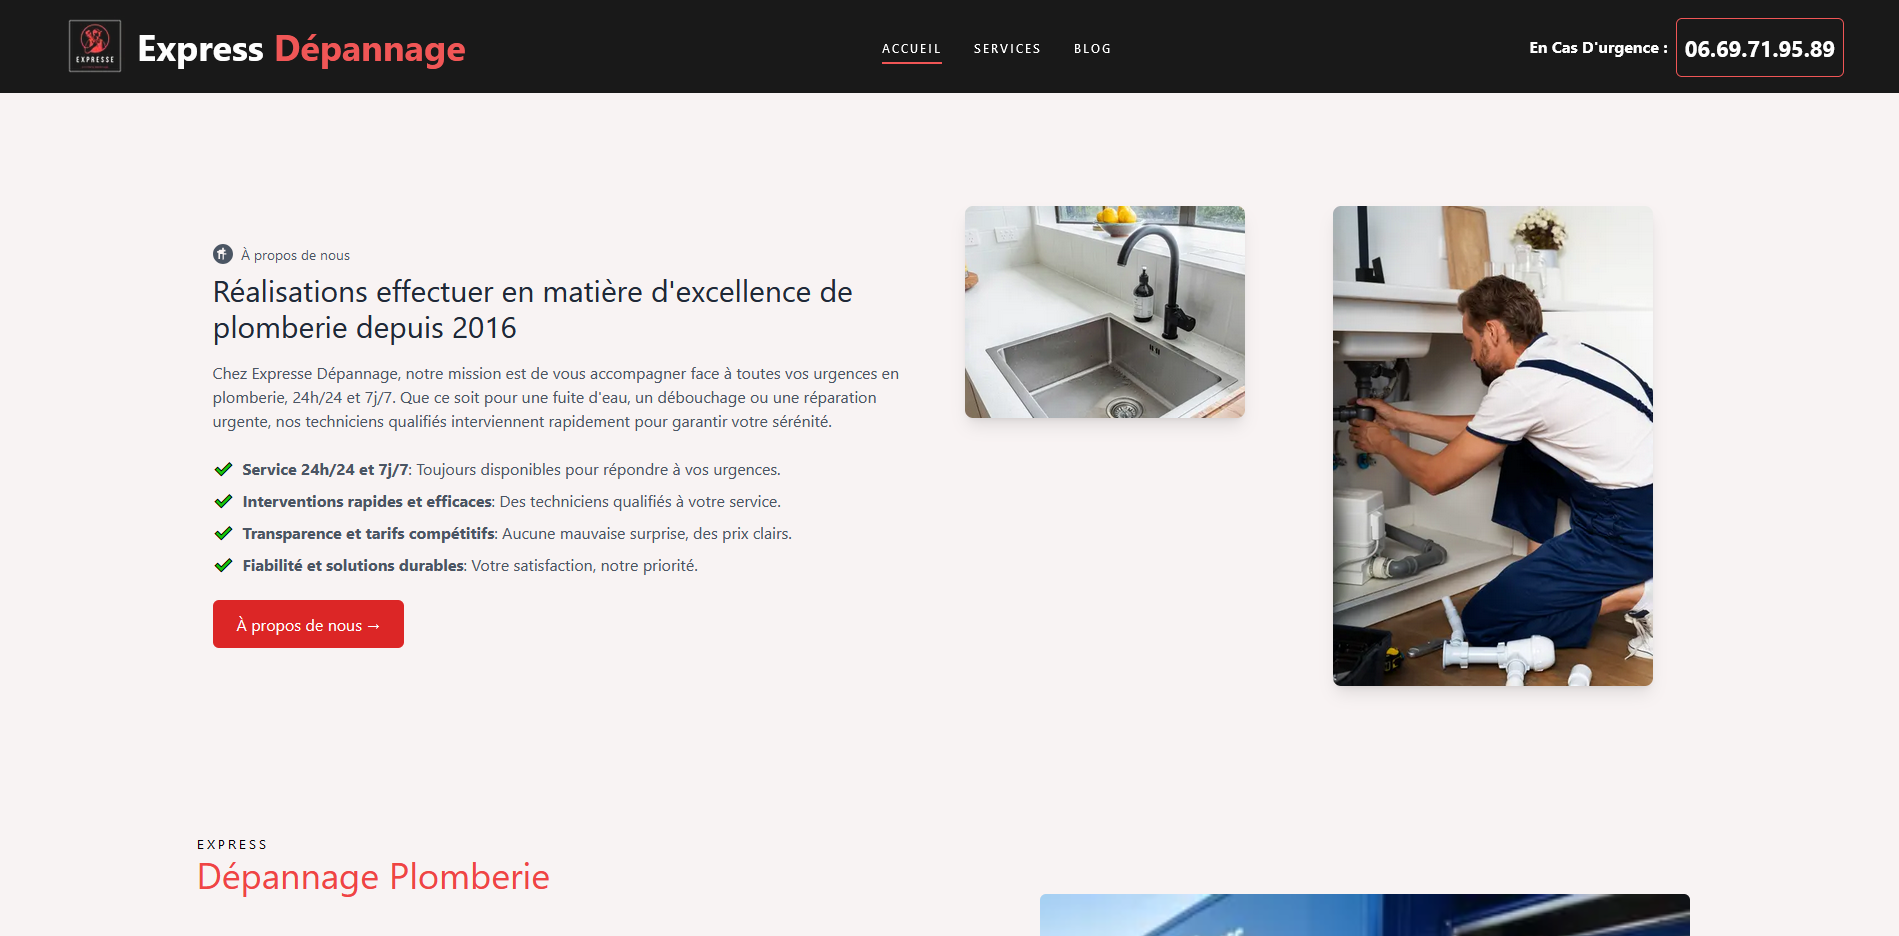 EXPRESSE
Express Dépannage
ACCUEIL
SERVICES
BLOG
En Cas D'urgence :
06.69.71.95.89
À propos de nous
Réalisations effectuer en matière d'excellence de
plomberie depuis 2016
Chez Expresse Dépannage, notre mission est de vous accompagner face à toutes vos urgences en
plomberie, 24h/24 et 7j/7. Que ce soit pour une fuite d'eau, un débouchage ou une réparation
urgente, nos techniciens qualifiés interviennent rapidement pour garantir votre sérénité.
Service 24h/24 et 7j/7: Toujours disponibles pour répondre à vos urgences.
Interventions rapides et efficaces: Des techniciens qualifiés à votre service.
Transparence et tarifs compétitifs: Aucune mauvaise surprise, des prix clairs.
Fiabilité et solutions durables: Votre satisfaction, notre priorité.
À propos de nous →
EXPRESS
Dépannage Plomberie